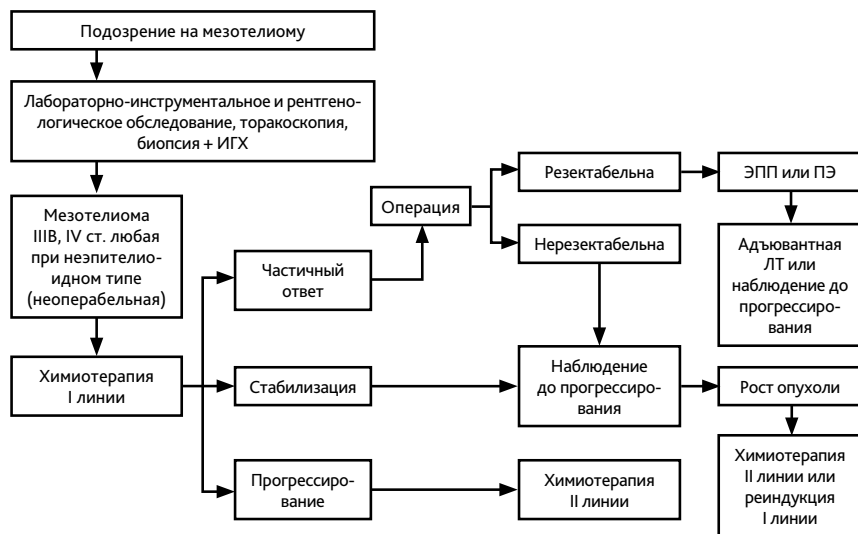 Подозрение на мезотелиому
Лабораторно-инструментальное и рентгено-
логическое обследование, торакоскопия,
биопсия + ИГХ
Мезотелиома
IIIB, IV ст. любая
при неэпителио-
идном типе
(неоперабельная)
Химиотерапия
I линии
Частичный
ответ
Стабилизация
Прогрессиро-
вание
Операция
Резектабельна
Нерезектабельна
Наблюдение
до прогрессиро-
вания
Химиотерапия
II линии
ЭПП или ПЭ
Адъювантная
ЛТ или
наблюдение до
прогрессиро-
вания
Рост опухоли
Химиотерапия
II линии или
реиндукция
I линии